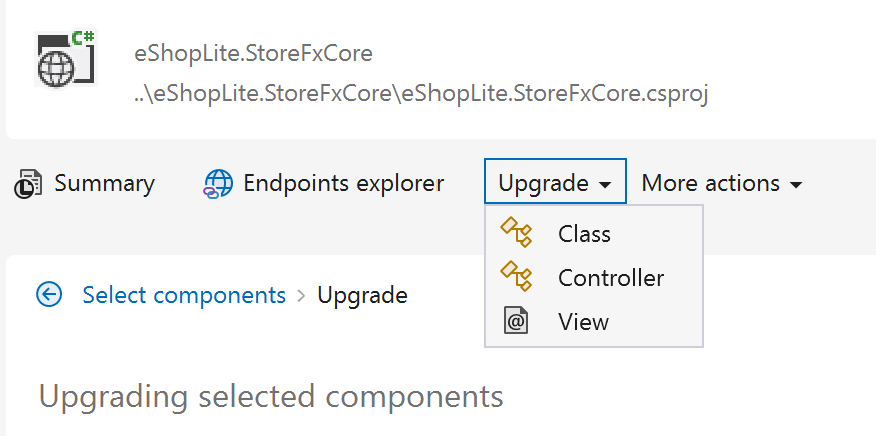 C#
eShopLite.StoreFxCore
..\eShopLite.StoreFxCore\eShopLite.StoreFxCore.csproj
Summary Endpoints explorer Upgrade More actions
Class
Controller
@ View
Select components > Upgrade
Upgrading selected components